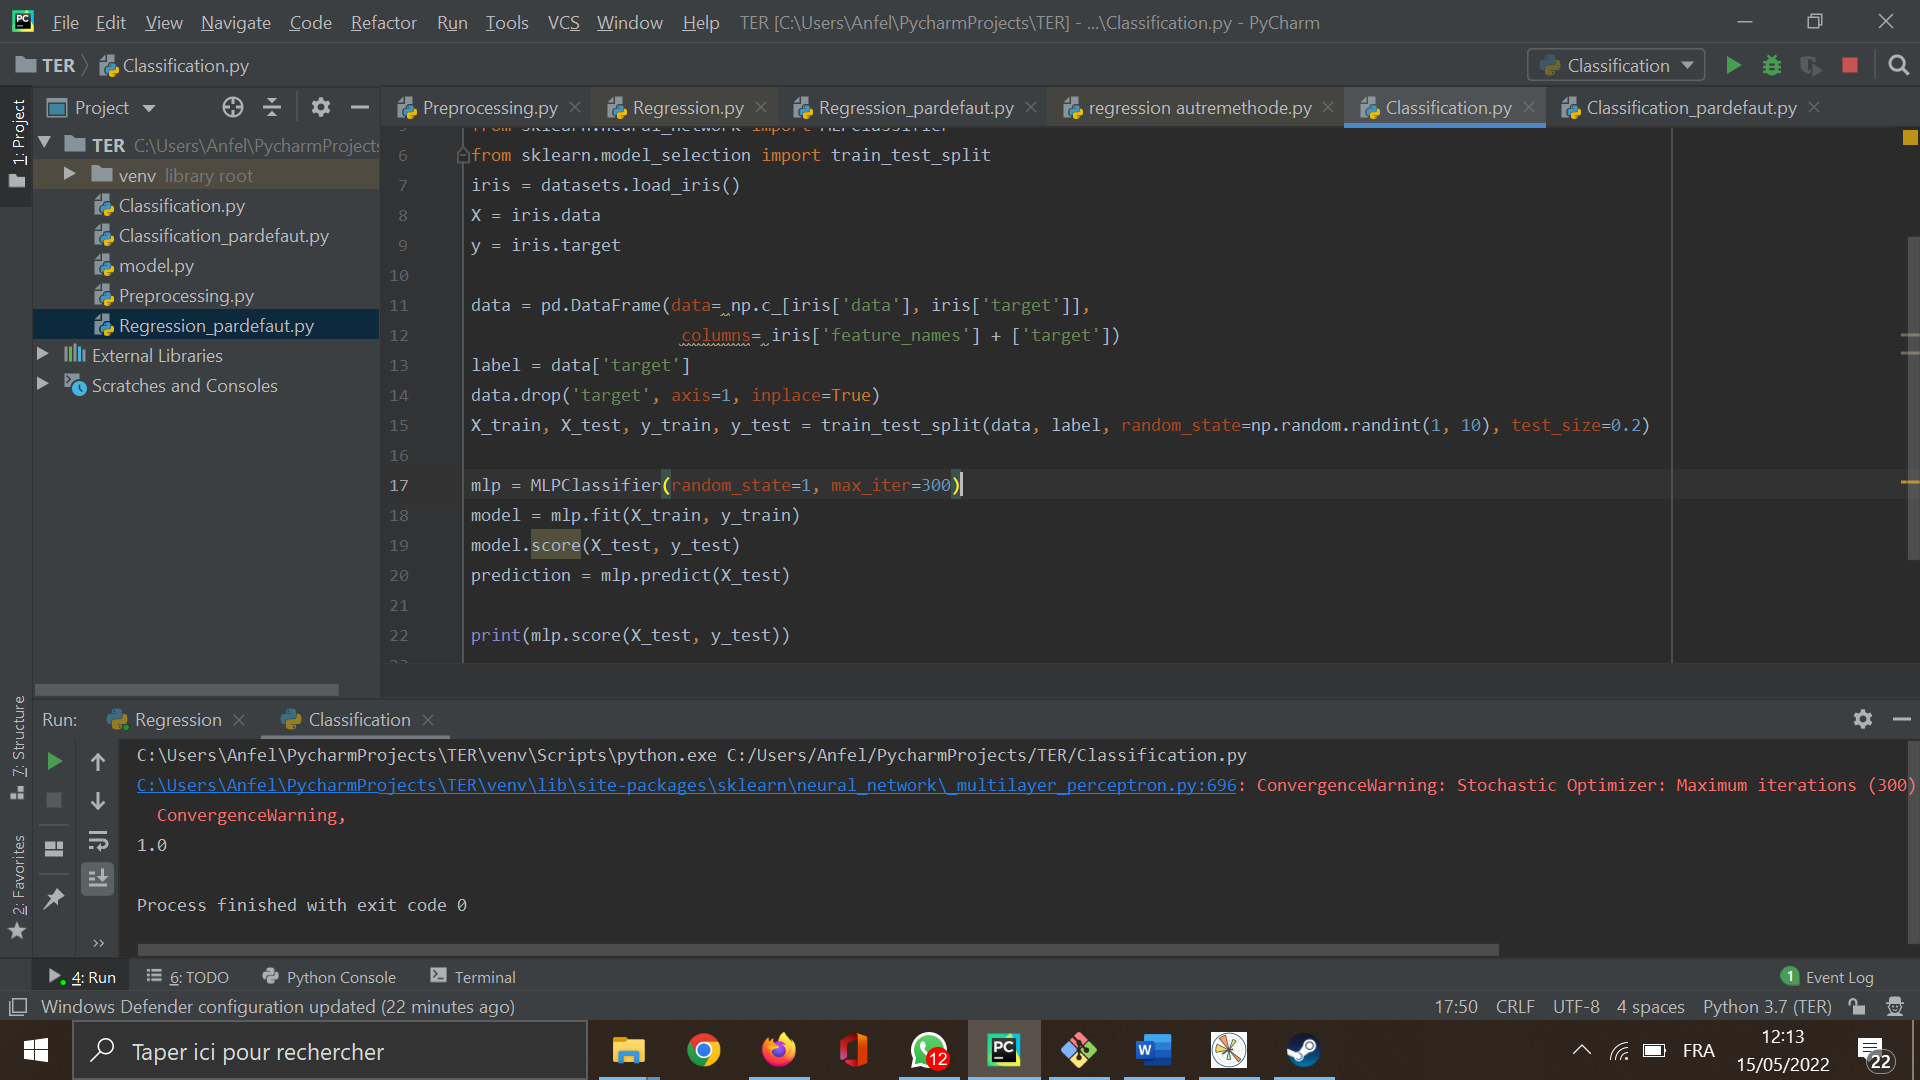 File Edit View Navigate Code Refactor Run Tools VCS Window Help TER [C:\Users\Anfel\PycharmProjects\TER] - ...\Classification.py - PyCharm
TER Classification.py
Classification
Project
Preprocessing.py Regression.py Regression_pardefaut.py regression autremethode.py Classification.py Classification_pardefaut.py
1: Project
TER C:\Users\Anfel\PycharmProjects
venv library root
Classification.py
Classification_pardefaut.py
model.py
Preprocessing.py
Regression_pardefaut.py
External Libraries
Scratches and Consoles
5 from sklearn.neural_network import MLPClassifier
6 from sklearn.model_selection import train_test_split
7 iris = datasets.load_iris()
8 X = iris.data
9 y = iris.target
10
11 data = pd.DataFrame(data= np.c_[iris['data'], iris['target']],
12 columns= iris['feature_names'] + ['target'])
13 label = data['target']
14 data.drop('target', axis=1, inplace=True)
15 X_train, X_test, y_train, y_test = train_test_split(data, label, random_state=np.random.randint(1, 10), test_size=0.2)
16
17 mlp = MLPClassifier(random_state=1, max_iter=300)
18 model = mlp.fit(X_train, y_train)
19 model.score(X_test, y_test)
20 prediction = mlp.predict(X_test)
21
22 print(mlp.score(X_test, y_test))
23
7: Structure
2: Favorites
Run: Regression Classification
C:\Users\Anfel\PycharmProjects\TER\venv\Scripts\python.exe C:/Users/Anfel/PycharmProjects/TER/Classification.py
C:\Users\Anfel\PycharmProjects\TER\venv\lib\site-packages\sklearn\neural_network\_multilayer_perceptron.py:696: ConvergenceWarning: Stochastic Optimizer: Maximum iterations (300)
ConvergenceWarning,
1.0
Process finished with exit code 0
4: Run 6: TODO Python Console Terminal
1 Event Log
Windows Defender configuration updated (22 minutes ago)
17:50 CRLF UTF-8 4 spaces Python 3.7 (TER)
Taper ici pour rechercher
12
PC
W
FRA
12:13
15/05/2022
22